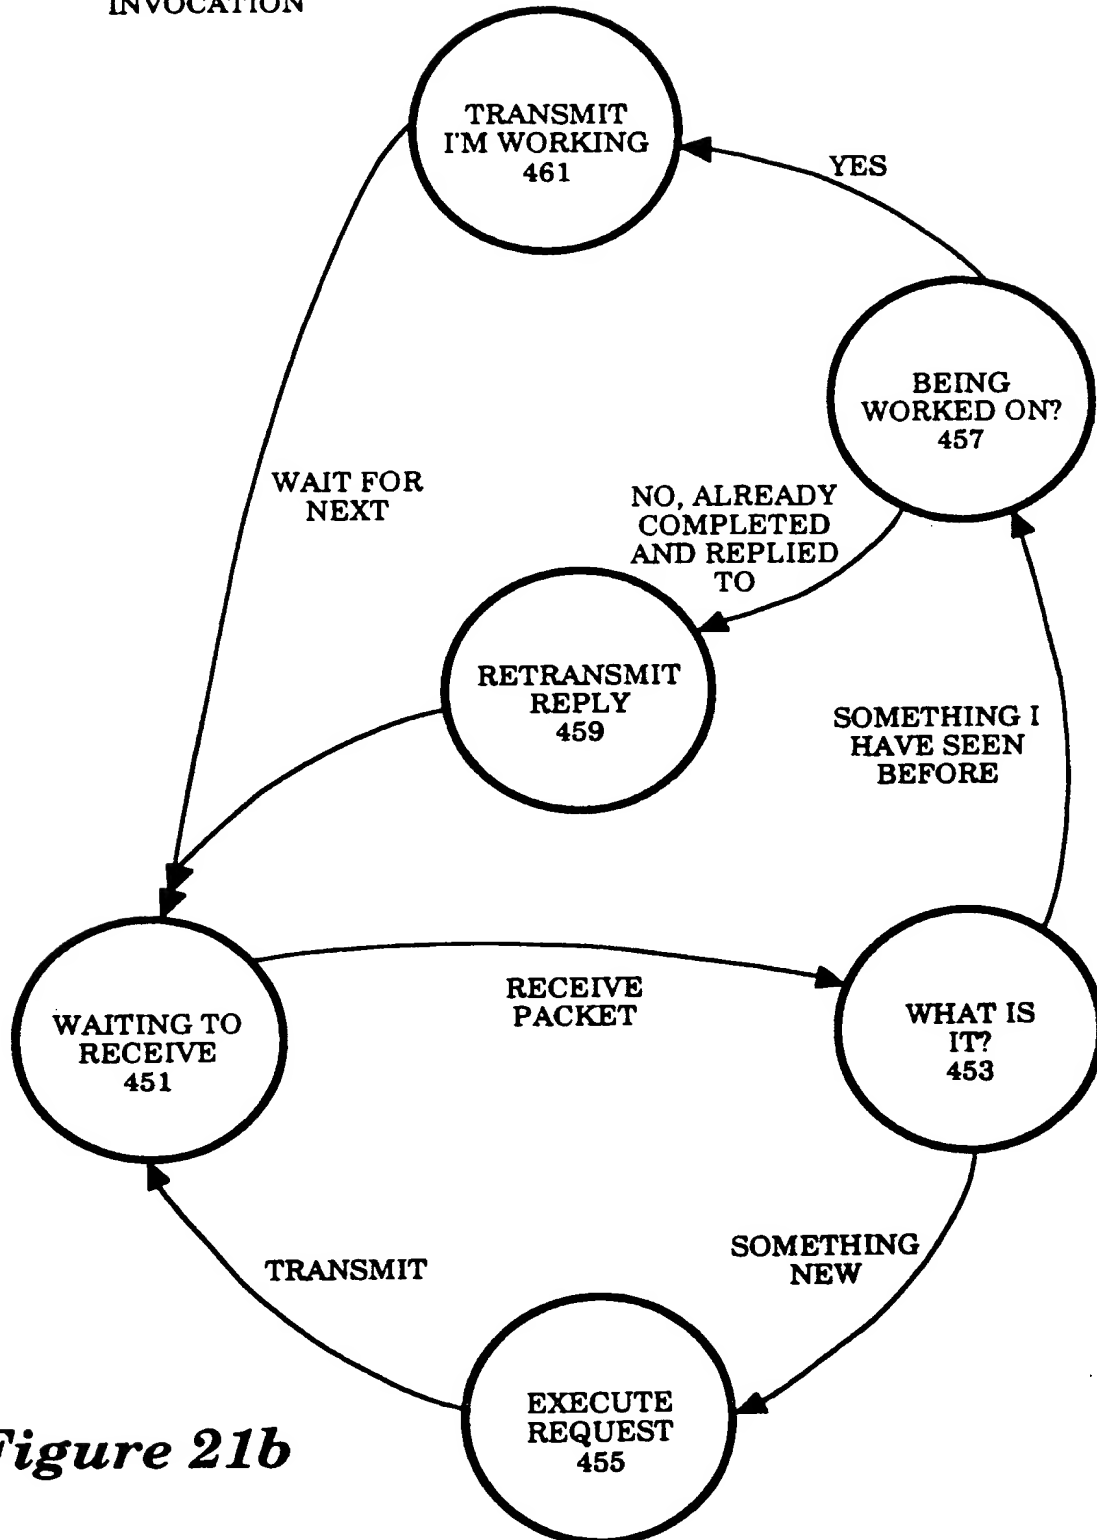 INVOCATION
TRANSMIT
I'M WORKING
461
YES
BEING
WORKED ON?
457
WAIT FOR
NEXT
NO, ALREADY
COMPLETED
AND REPLIED
TO
RETRANSMIT
REPLY
459
SOMETHING I
HAVE SEEN
BEFORE
RECEIVE
PACKET
WAITING TO
RECEIVE
451
WHAT IS
IT?
453
TRANSMIT
SOMETHING
NEW
EXECUTE
REQUEST
455
Figure 21b